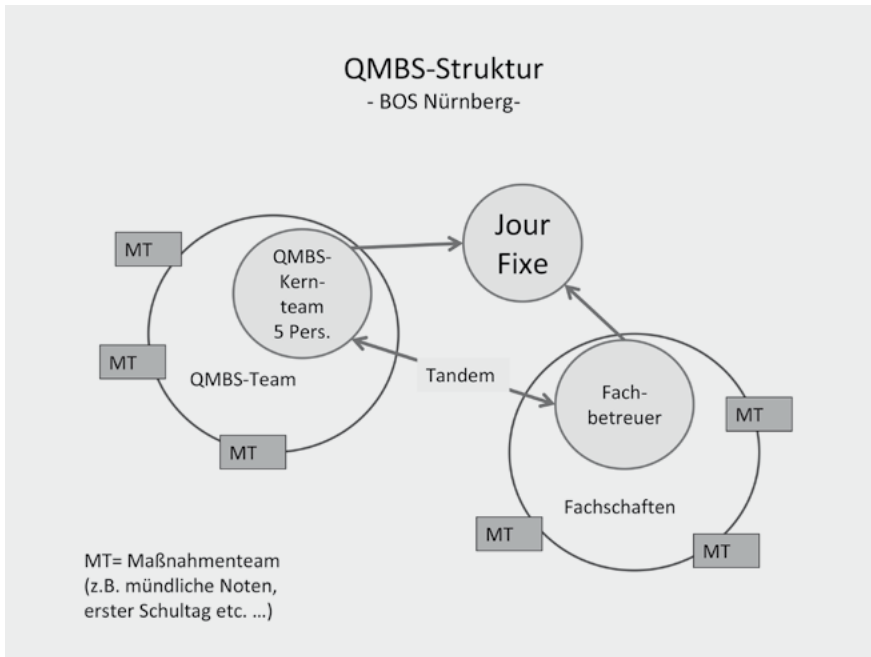 QMBS-Struktur
- BOS Nürnberg-
Jour
Fixe
MT
QMBS-
Kern-
team
5 Pers.
MT
QMBS-Team
Tandem
Fach-
betreuer
MT
MT
Fachschaften
MT
MT
MT= Maßnahmenteam
(z.B. mündliche Noten,
erster Schultag etc. ...)